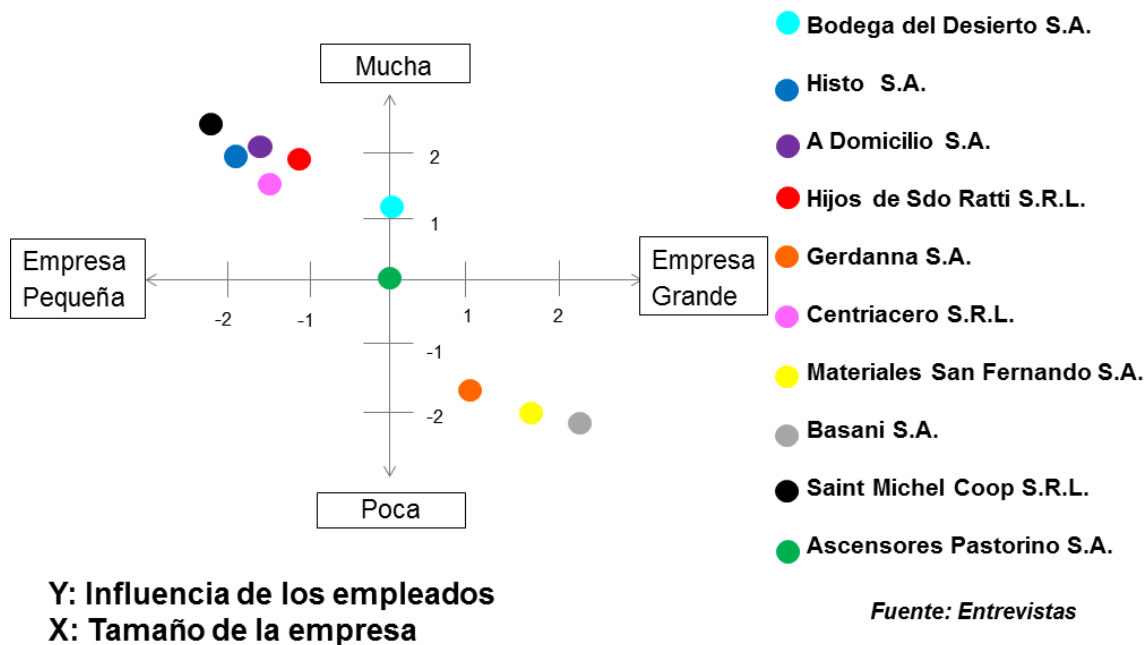 Mucha
2
1
Empresa
Pequeña
Empresa
Grande
-2
-1
1
2
-1
-2
Poca
Bodega del Desierto S.A.
Histo S.A.
A Domicilio S.A.
Hijos de Sdo Ratti S.R.L.
Gerdanna S.A.
Centriacero S.R.L.
Materiales San Fernando S.A.
Basani S.A.
Saint Michel Coop S.R.L.
Ascensores Pastorino S.A.
Y: Influencia de los empleados
X: Tamaño de la empresa
Fuente: Entrevistas